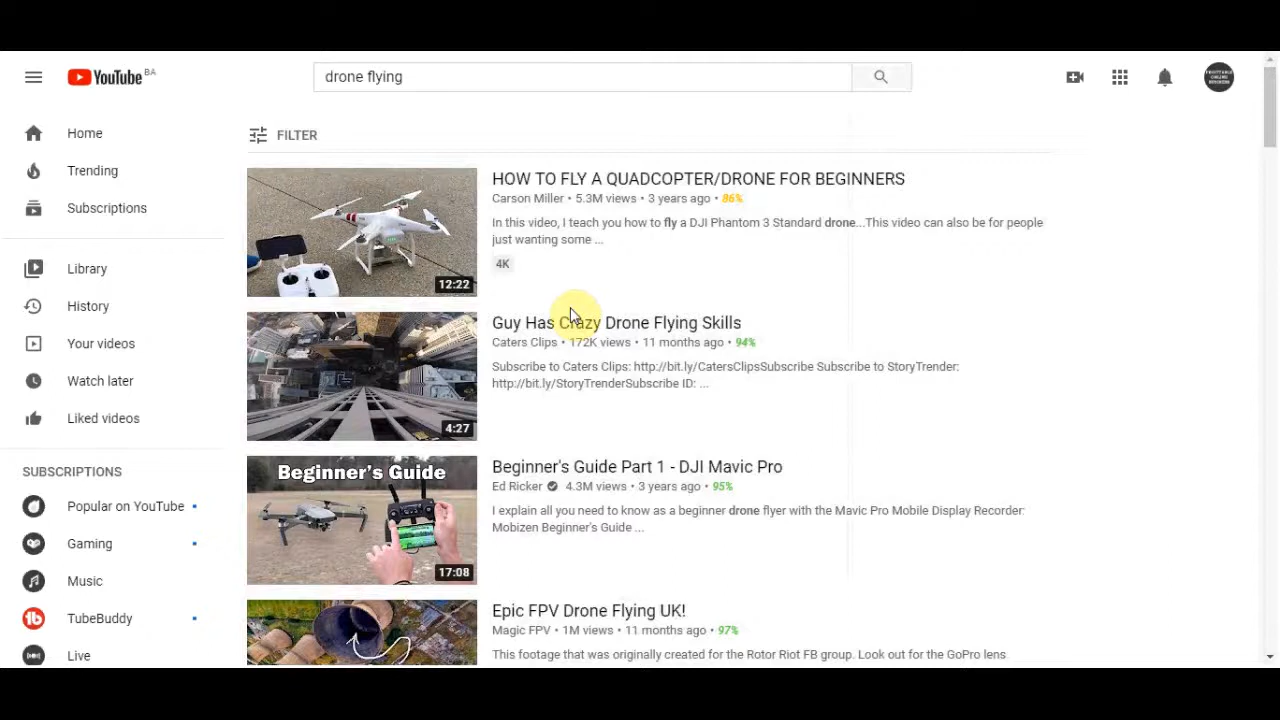 YouTube BA
drone flying
Home
Trending
Subscriptions
Library
History
Your videos
Watch later
Liked videos
SUBSCRIPTIONS
Popular on YouTube
Gaming
Music
TubeBuddy
Live
FILTER
12:22
HOW TO FLY A QUADCOPTER/DRONE FOR BEGINNERS
Carson Miller • 5.3M views • 3 years ago • 86%
In this video, I teach you how to fly a DJI Phantom 3 Standard drone...This video can also be for people
just wanting some ...
4K
4:27
Guy Has Crazy Drone Flying Skills
Caters Clips • 172K views • 11 months ago • 94%
Subscribe to Caters Clips: http://bit.ly/CatersClipsSubscribe Subscribe to StoryTrender:
http://bit.ly/StoryTrenderSubscribe ID: ...
Beginner's Guide
17:08
Beginner's Guide Part 1 - DJI Mavic Pro
Ed Ricker 4.3M views • 3 years ago • 95%
I explain all you need to know as a beginner drone flyer with the Mavic Pro Mobile Display Recorder:
Mobizen Beginner's Guide ...
Epic FPV Drone Flying UK!
Magic FPV • 1M views • 11 months ago • 97%
This footage that was originally created for the Rotor Riot FB group. Look out for the GoPro lens